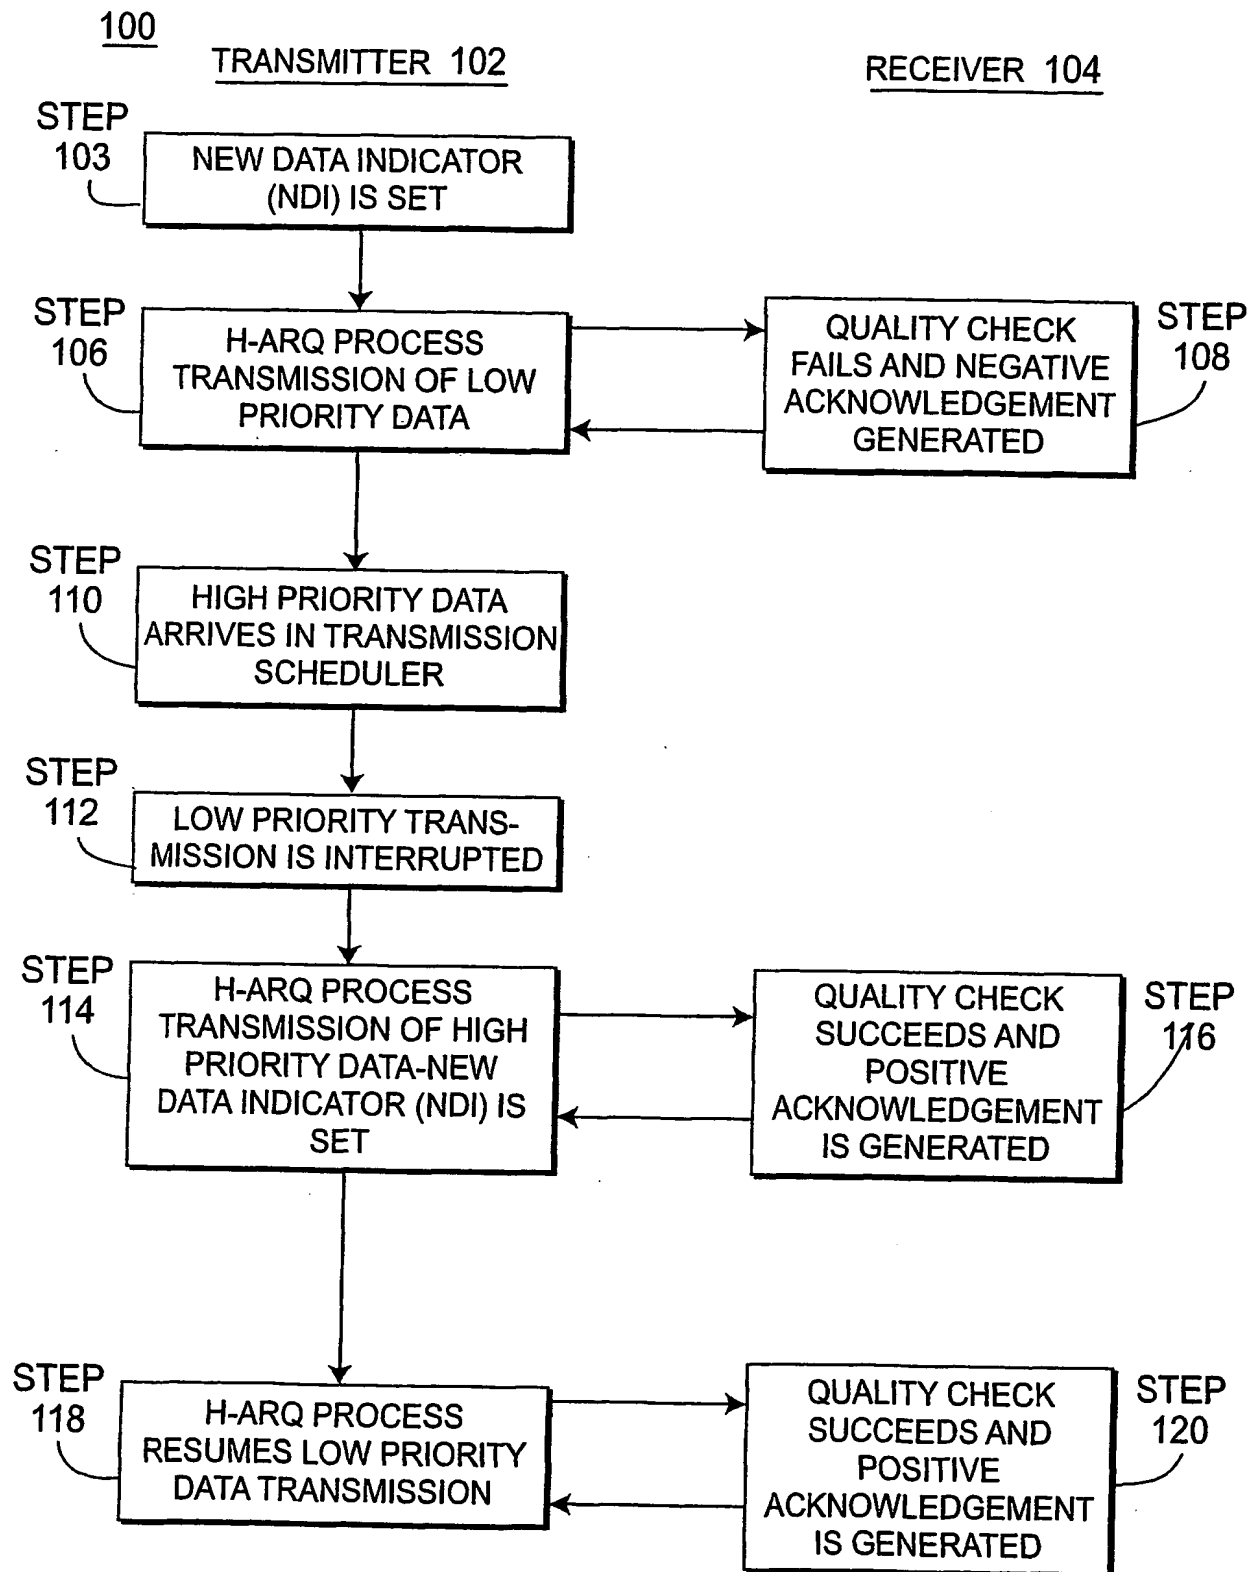 100
TRANSMITTER 102
RECEIVER 104
STEP
103
NEW DATA INDICATOR
(NDI) IS SET
STEP
106
H-ARQ PROCESS
TRANSMISSION OF LOW
PRIORITY DATA
QUALITY CHECK
FAILS AND NEGATIVE
ACKNOWLEDGEMENT
GENERATED
STEP
108
STEP
110
HIGH PRIORITY DATA
ARRIVES IN TRANSMISSION
SCHEDULER
STEP
112
LOW PRIORITY TRANS-
MISSION IS INTERRUPTED
STEP
114
H-ARQ PROCESS
TRANSMISSION OF HIGH
PRIORITY DATA-NEW
DATA INDICATOR (NDI) IS
SET
QUALITY CHECK
SUCCEEDS AND
POSITIVE
ACKNOWLEDGEMENT
IS GENERATED
STEP
116
STEP
118
H-ARQ PROCESS
RESUMES LOW PRIORITY
DATA TRANSMISSION
QUALITY CHECK
SUCCEEDS AND
POSITIVE
ACKNOWLEDGEMENT
IS GENERATED
STEP
120